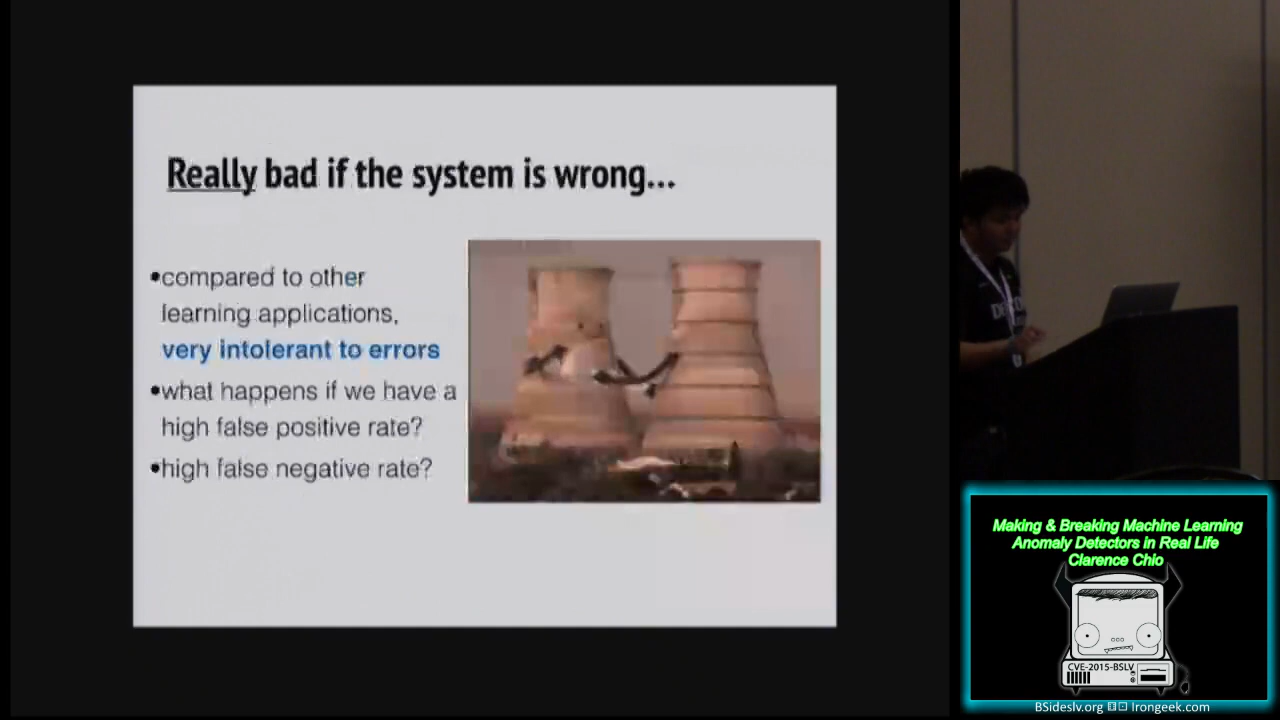 Really bad if the system is wrong...
•compared to other
learning applications,
very intolerant to errors
•what happens if we have a
high false positive rate?
•high false negative rate?
Making & Breaking Machine Learning
Anomaly Detectors in Real Life
Clarence Chio
CVE-2015-BSLV
BSideslv.org Irongeek.com